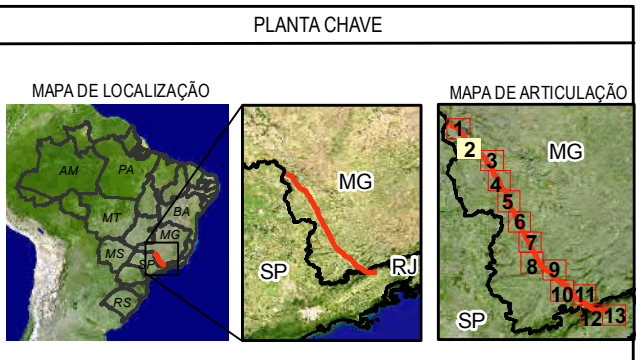 PLANTA CHAVE
MAPA DE LOCALIZAÇÃO
AM
PA
MT
BA
MG
MS
SP
RS
MG
SP
RJ
MAPA DE ARTICULAÇÃO
1
2
3
MG
4
5
6
7
8
9
10
11
SP
12
13